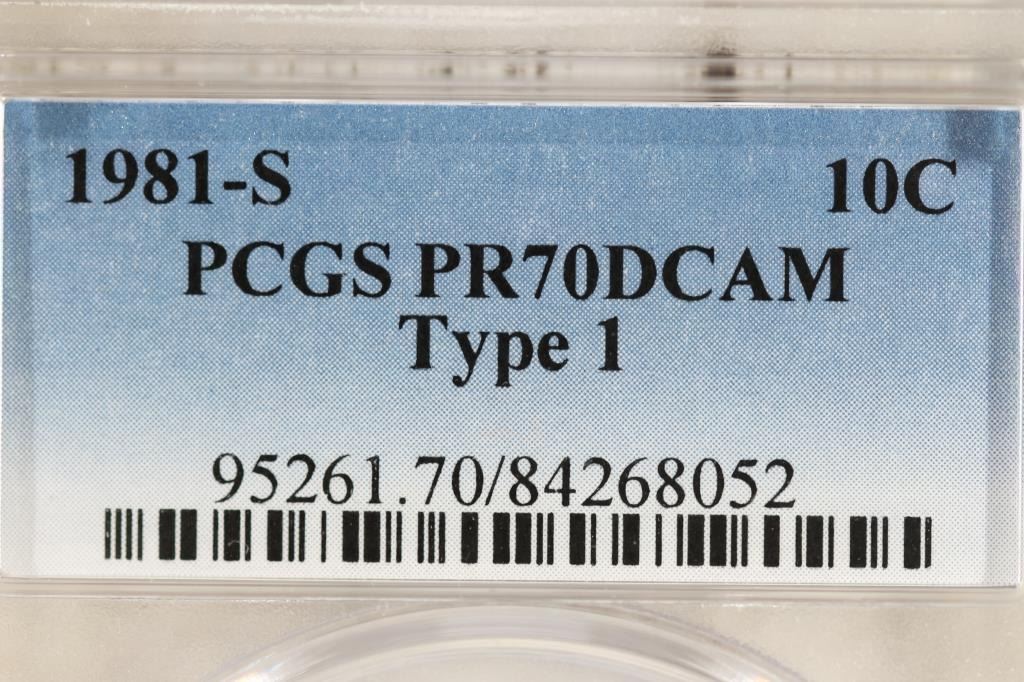 1981-S 10C
PCGS PR70DCAM
Type 1
95261.70/84268052